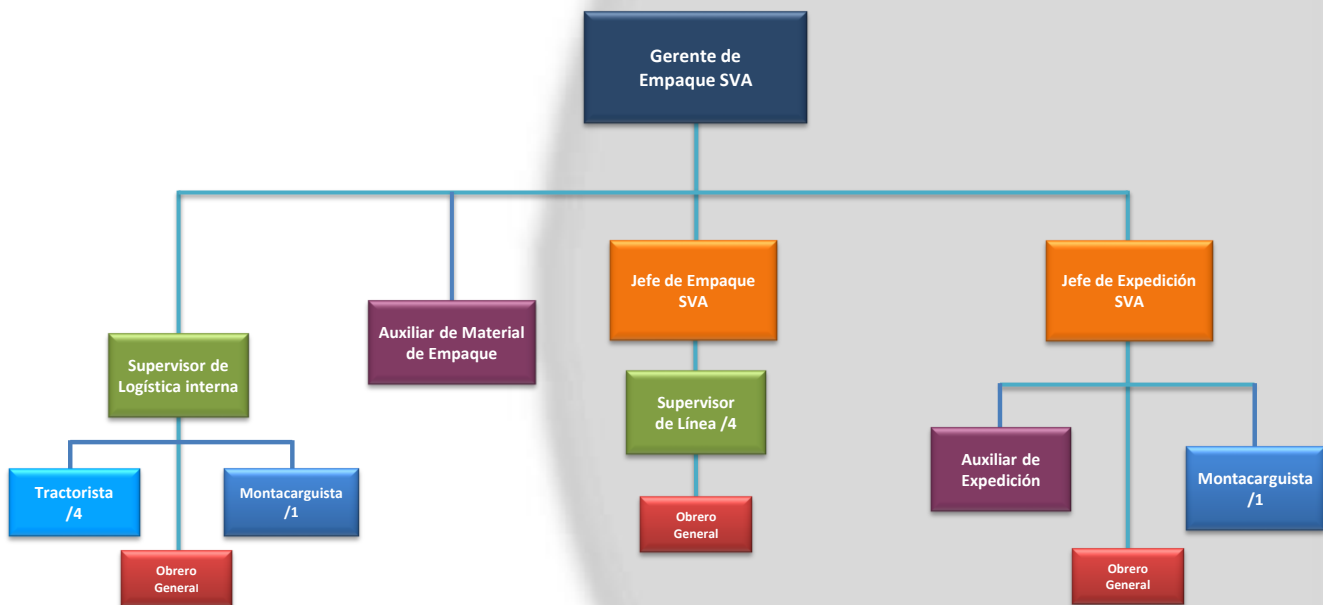 Gerente de
Empaque SVA
Jefe de Empaque
SVA
Jefe de Expedición
SVA
Auxiliar de Material
de Empaque
Supervisor de
Logística interna
Supervisor
de Línea /4
Auxiliar de
Expedición
Montacarguista
/1
Tractorista
/4
Montacarguista
/1
Obrero
General
Obrero
General
Obrero
General